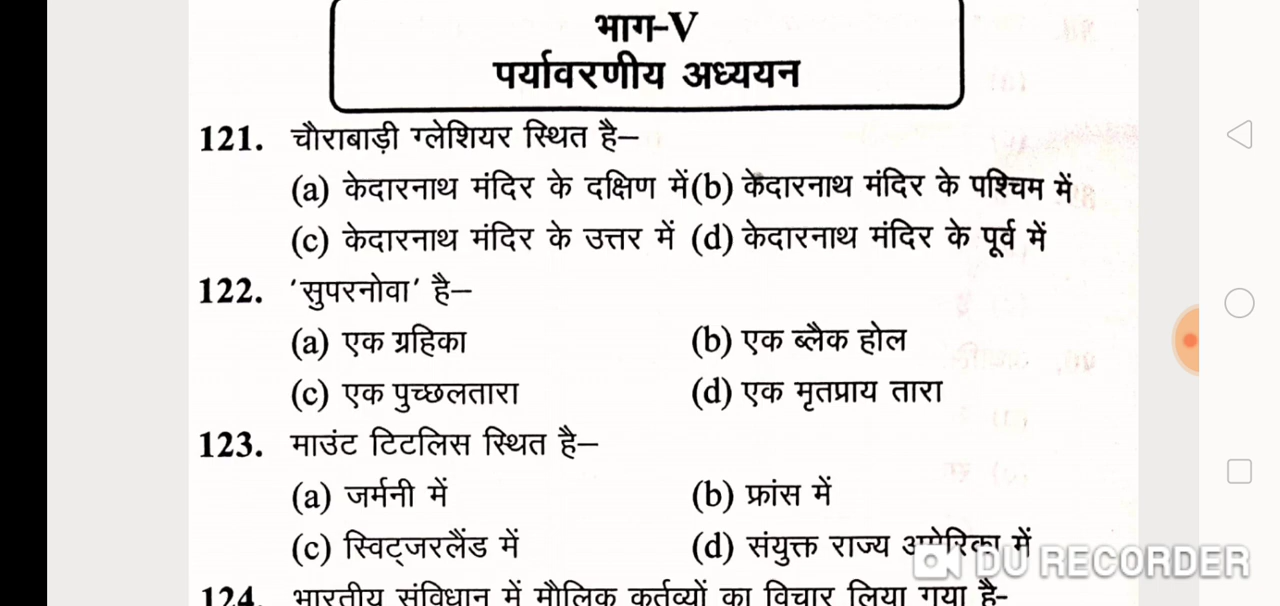 भाग-V
पर्यावरणीय अध्ययन
121. चौराबाड़ी ग्लेशियर स्थित है–
(a) केदारनाथ मंदिर के दक्षिण में (b) केदारनाथ मंदिर के पश्चिम में
(c) केदारनाथ मंदिर के उत्तर में (d) केदारनाथ मंदिर के पूर्व में
122. 'सुपरनोवा' है–
(a) एक ग्रहिका (b) एक ब्लैक होल
(c) एक पुच्छलतारा (d) एक मृतप्राय तारा
123. माउंट टिटलिस स्थित है–
(a) जर्मनी में (b) फ्रांस में
(c) स्विट्जरलैंड में (d) संयुक्त राज्य अमेरिका में
DU RECORDER
124. भारतीय संविधान में मौलिक कर्तव्यों का विचार लिया गया है-